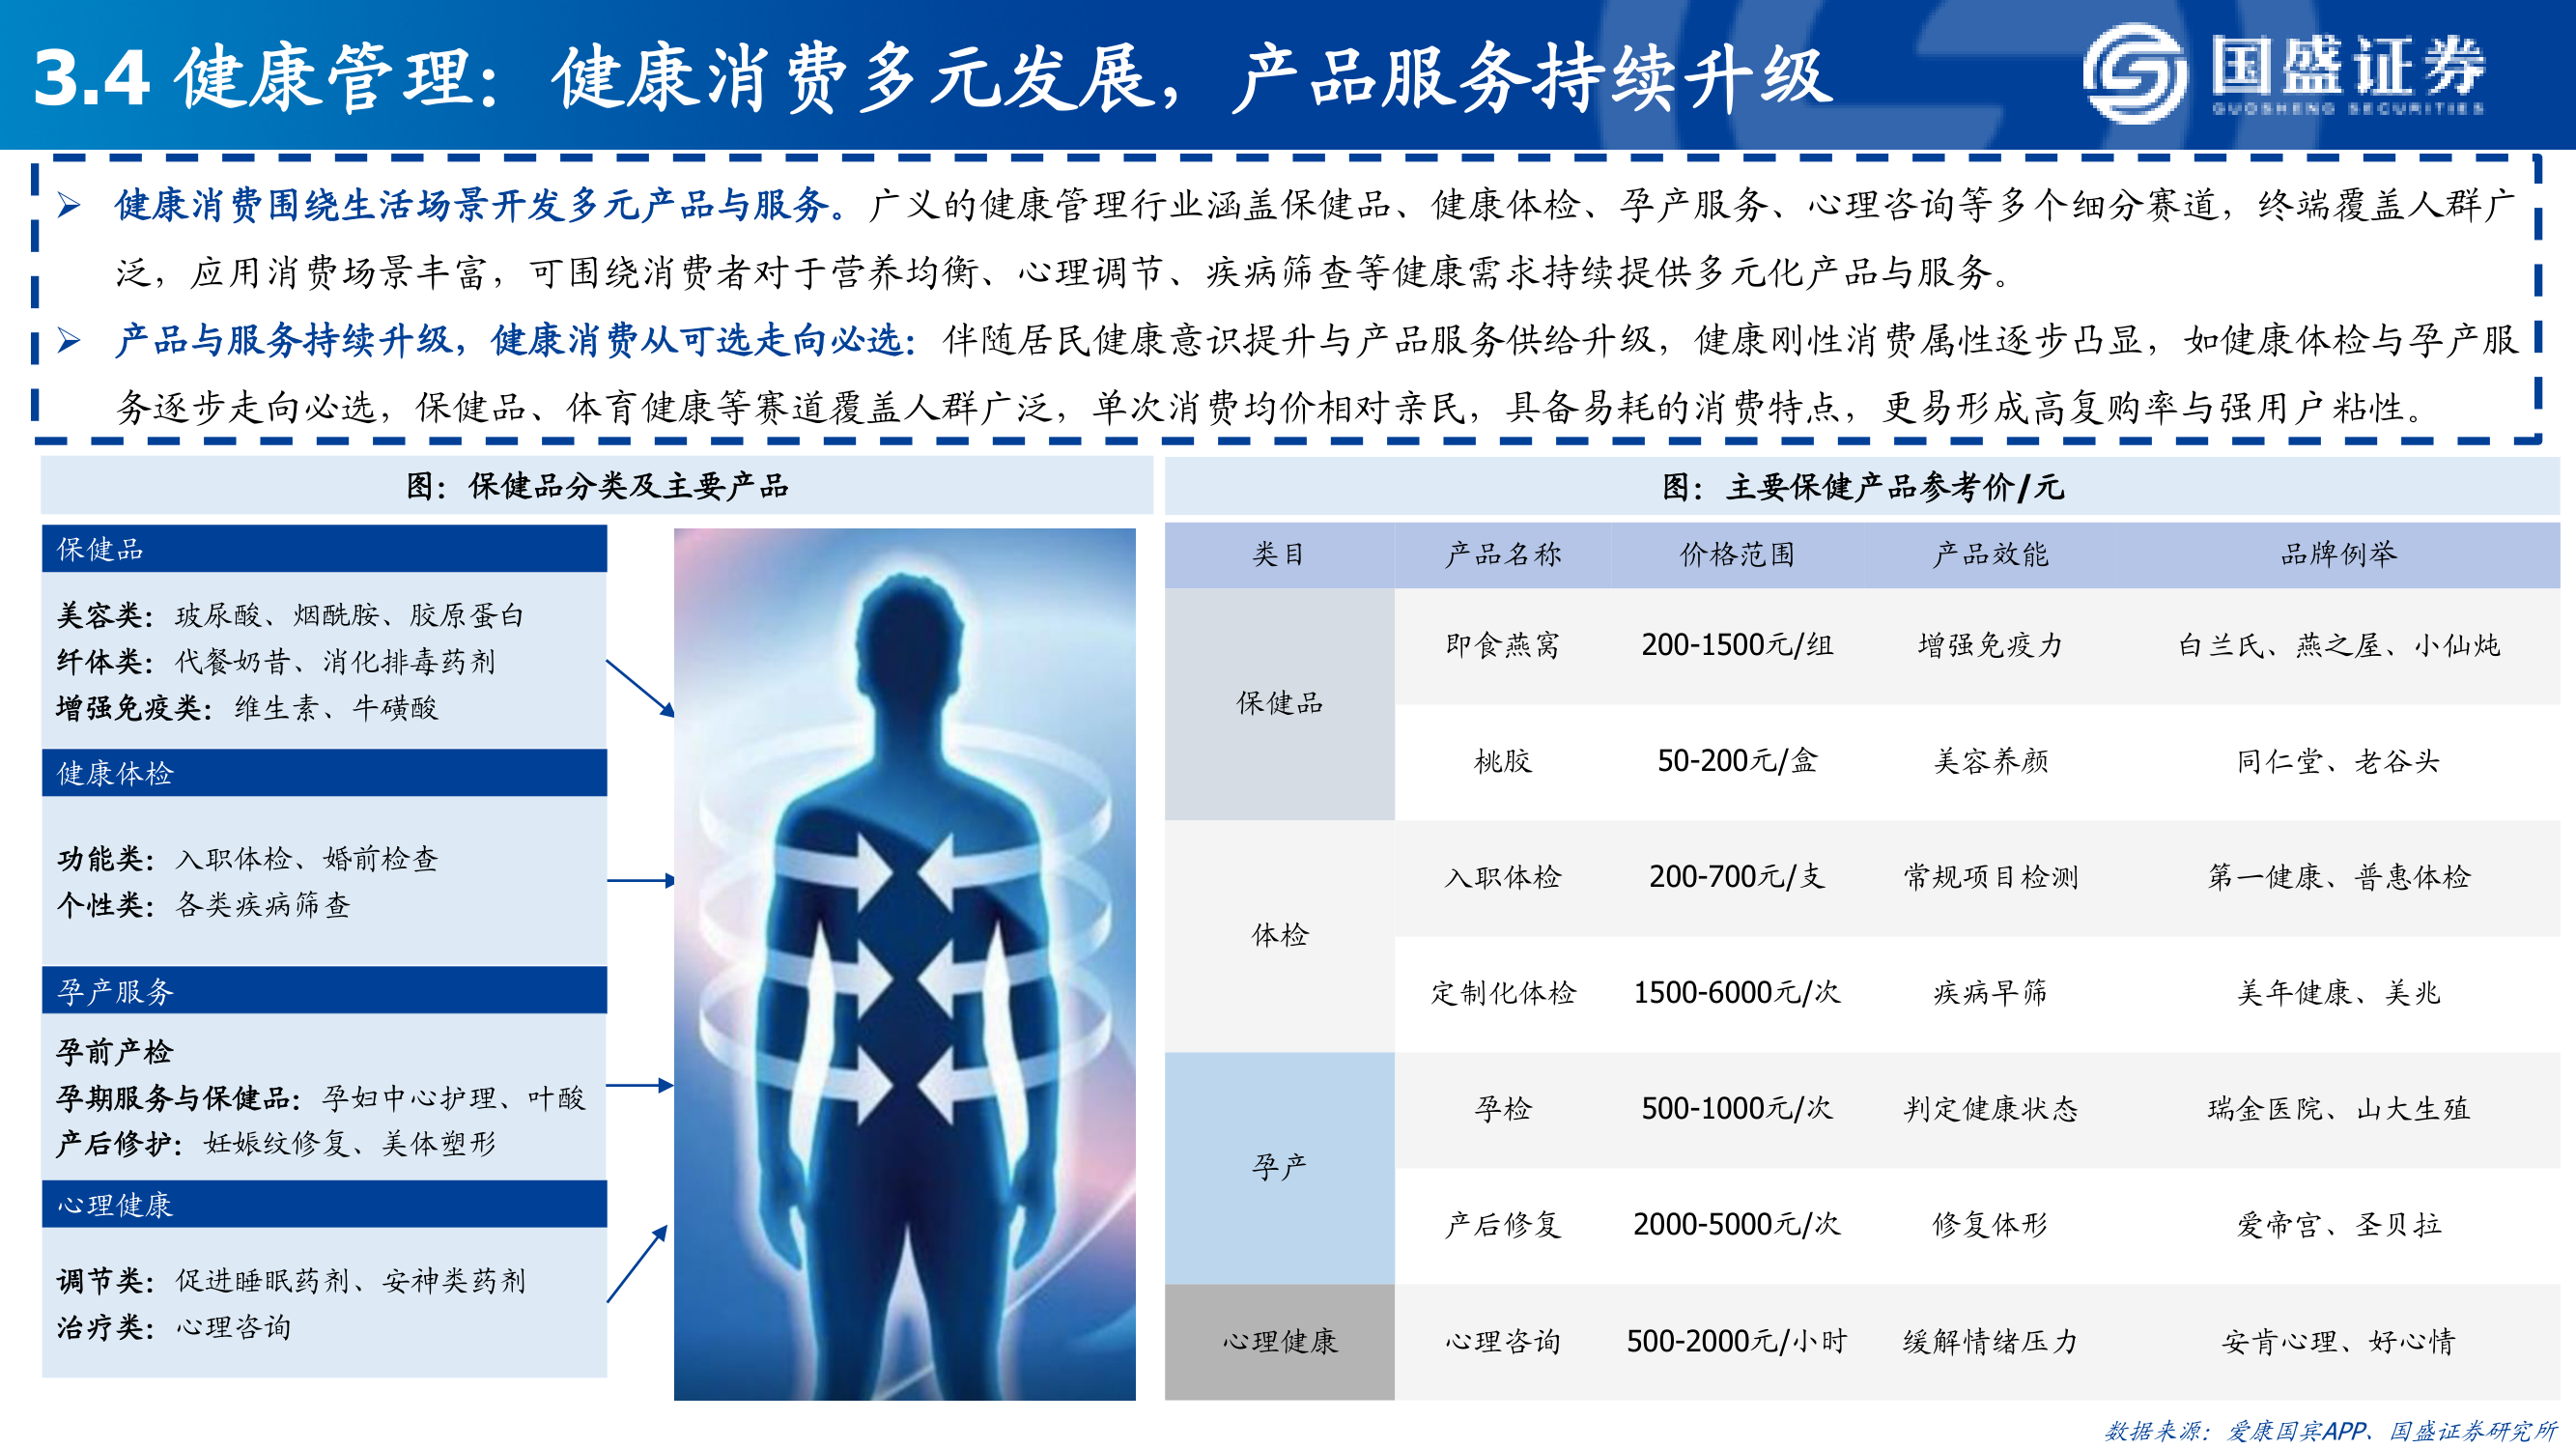 3.4 健康管理：健康消费多元发展，产品服务持续升级
国盛证券
GUOSHENG SECURITIES
➢ 健康消费围绕生活场景开发多元产品与服务。广义的健康管理行业涵盖保健品、健康体检、孕产服务、心理咨询等多个细分赛道，终端覆盖人群广
泛，应用消费场景丰富，可围绕消费者对于营养均衡、心理调节、疾病筛查等健康需求持续提供多元化产品与服务。
➢ 产品与服务持续升级，健康消费从可选走向必选：伴随居民健康意识提升与产品服务供给升级，健康刚性消费属性逐步凸显，如健康体检与孕产服
务逐步走向必选，保健品、体育健康等赛道覆盖人群广泛，单次消费均价相对亲民，具备易耗的消费特点，更易形成高复购率与强用户粘性。
图：保健品分类及主要产品
保健品
美容类：玻尿酸、烟酰胺、胶原蛋白
纤体类：代餐奶昔、消化排毒药剂
增强免疫类：维生素、牛磺酸
健康体检
功能类：入职体检、婚前检查
个性类：各类疾病筛查
孕产服务
孕前产检
孕期服务与保健品：孕妇中心护理、叶酸
产后修护：妊娠纹修复、美体塑形
心理健康
调节类：促进睡眠药剂、安神类药剂
治疗类：心理咨询
图：主要保健产品参考价/元
类目 产品名称 价格范围 产品效能 品牌例举
保健品
即食燕窝 200-1500元/组 增强免疫力 白兰氏、燕之屋、小仙炖
桃胶 50-200元/盒 美容养颜 同仁堂、老谷头
体检
入职体检 200-700元/支 常规项目检测 第一健康、普惠体检
定制化体检 1500-6000元/次 疾病早筛 美年健康、美兆
孕产
孕检 500-1000元/次 判定健康状态 瑞金医院、山大生殖
产后修复 2000-5000元/次 修复体形 爱帝宫、圣贝拉
心理健康 心理咨询 500-2000元/小时 缓解情绪压力 安肯心理、好心情
数据来源：爱康国宾APP、国盛证券研究所